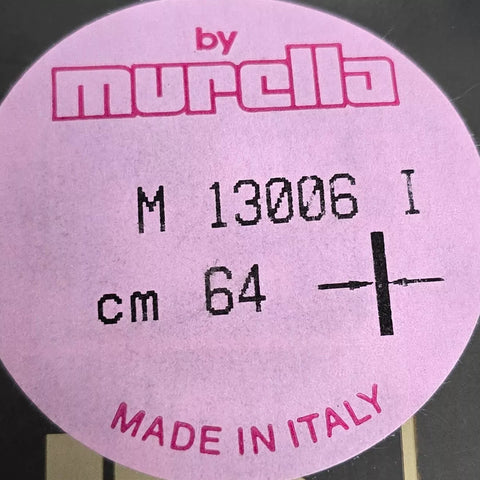 by
murella
M 13006 I
cm 64
MADE IN ITALY